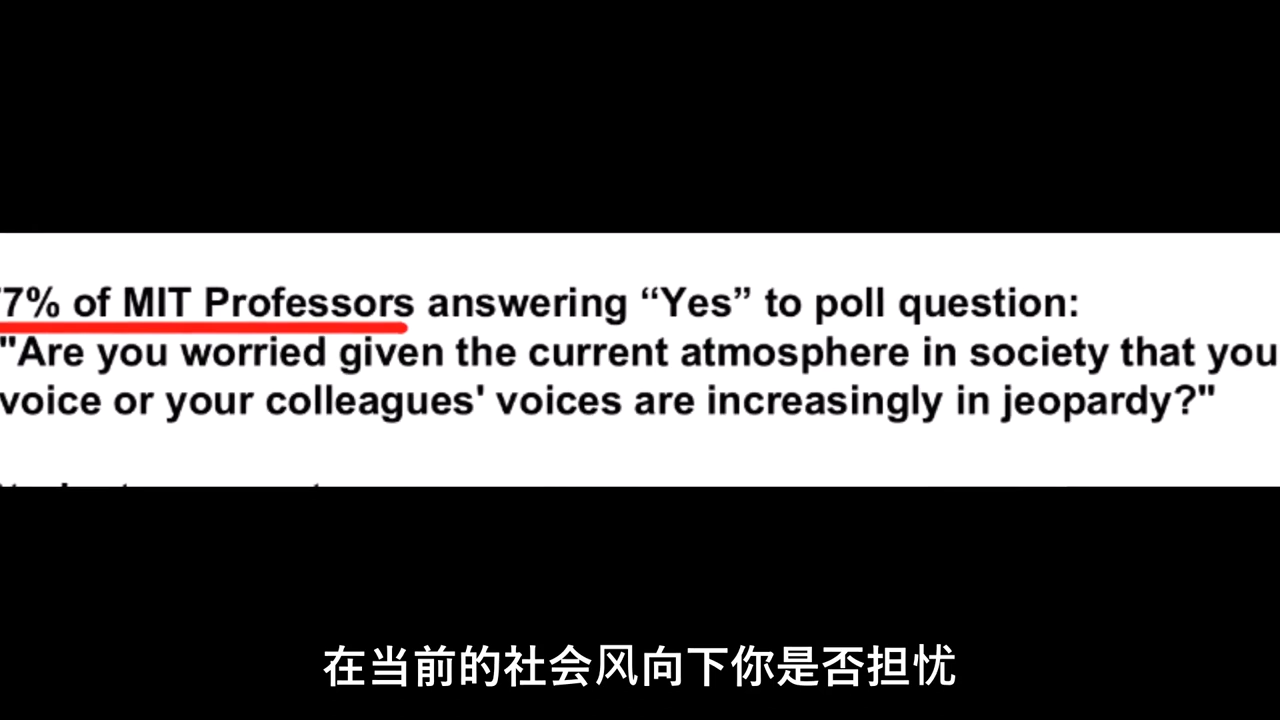 7% of MIT Professors answering “Yes” to poll question:
"Are you worried given the current atmosphere in society that you
voice or your colleagues' voices are increasingly in jeopardy?"
在当前的社会风向下你是否担忧